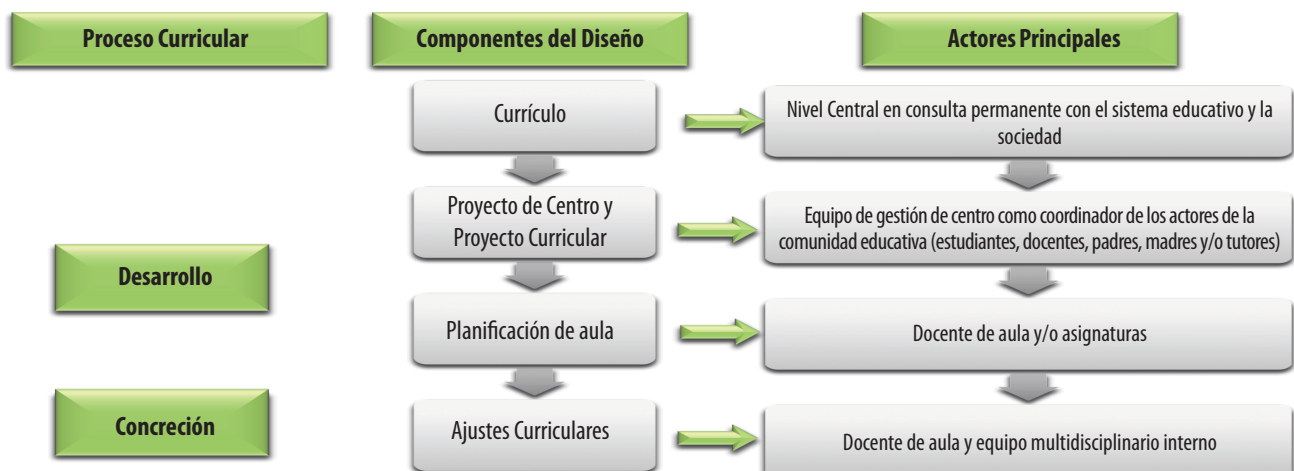 Proceso Curricular
Componentes del Diseño
Actores Principales
Currículo
Nivel Central en consulta permanente con el sistema educativo y la
sociedad
Proyecto de Centro y
Proyecto Curricular
Equipo de gestión de centro como coordinador de los actores de la
comunidad educativa (estudiantes, docentes, padres, madres y/o tutores)
Desarrollo
Planificación de aula
Docente de aula y/o asignaturas
Concreción
Ajustes Curriculares
Docente de aula y equipo multidisciplinario interno